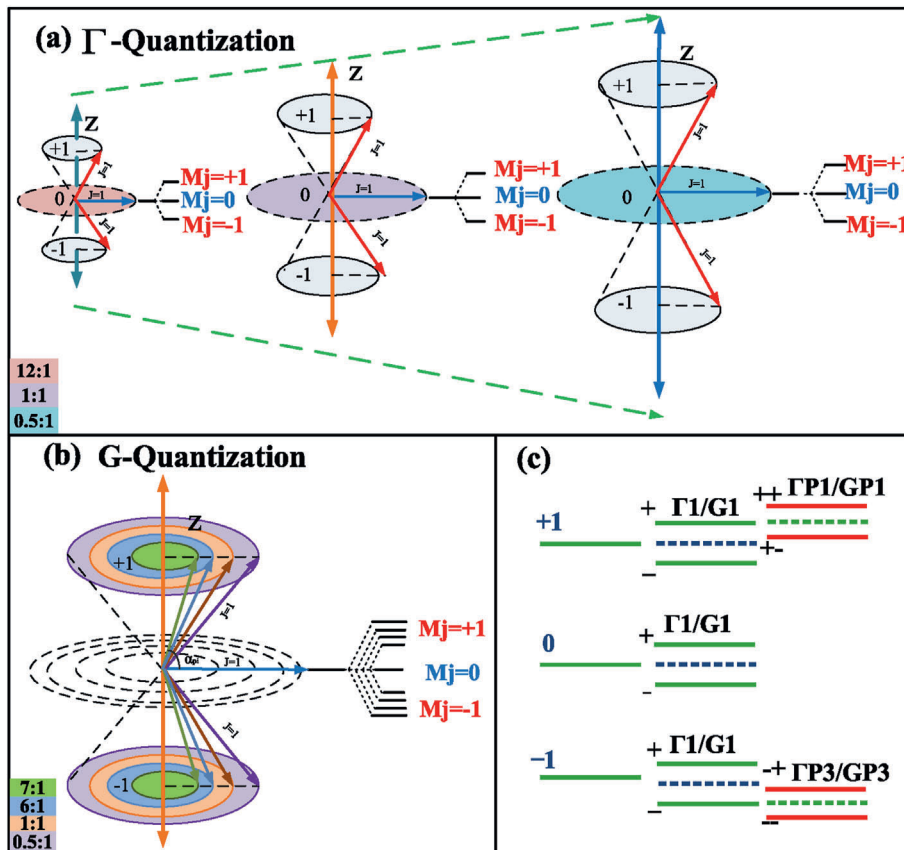 (a) Γ-Quantization
Z
+1
J=1
0
J=1
J=1
-1
Mj=+1
Mj=0
Mj=-1
Z
+1
J=1
0
J=1
J=1
-1
Mj=+1
Mj=0
Mj=-1
Z
+1
J=1
0
J=1
J=1
-1
Mj=+1
Mj=0
Mj=-1
12:1
1:1
0.5:1
(b) G-Quantization
Z
+1
J=1
J=1
J=1
-1
Mj=+1
Mj=0
Mj=-1
7:1
6:1
1:1
0.5:1
(c)
+1
+ Γ1/G1
−
++ ΓP1/GP1
+-
0
+ Γ1/G1
−
−1
+ Γ1/G1
−
-+ ΓP3/GP3
--